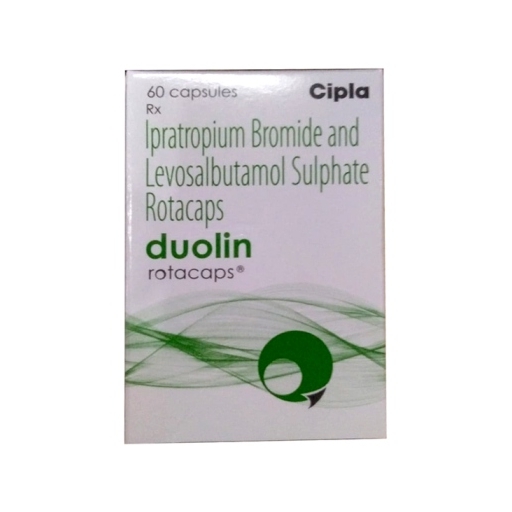 60 capsules
Cipla
Rx
Ipratropium Bromide and
Levosalbutamol Sulphate
Rotacaps
duolin
rotacaps®